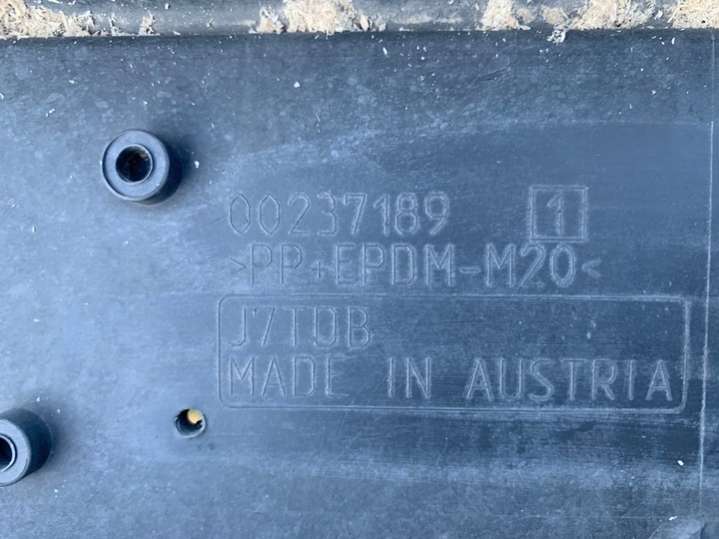 00237189 1
>PP+EPDM-M20<
J7TDB
MADE IN AUSTRIA